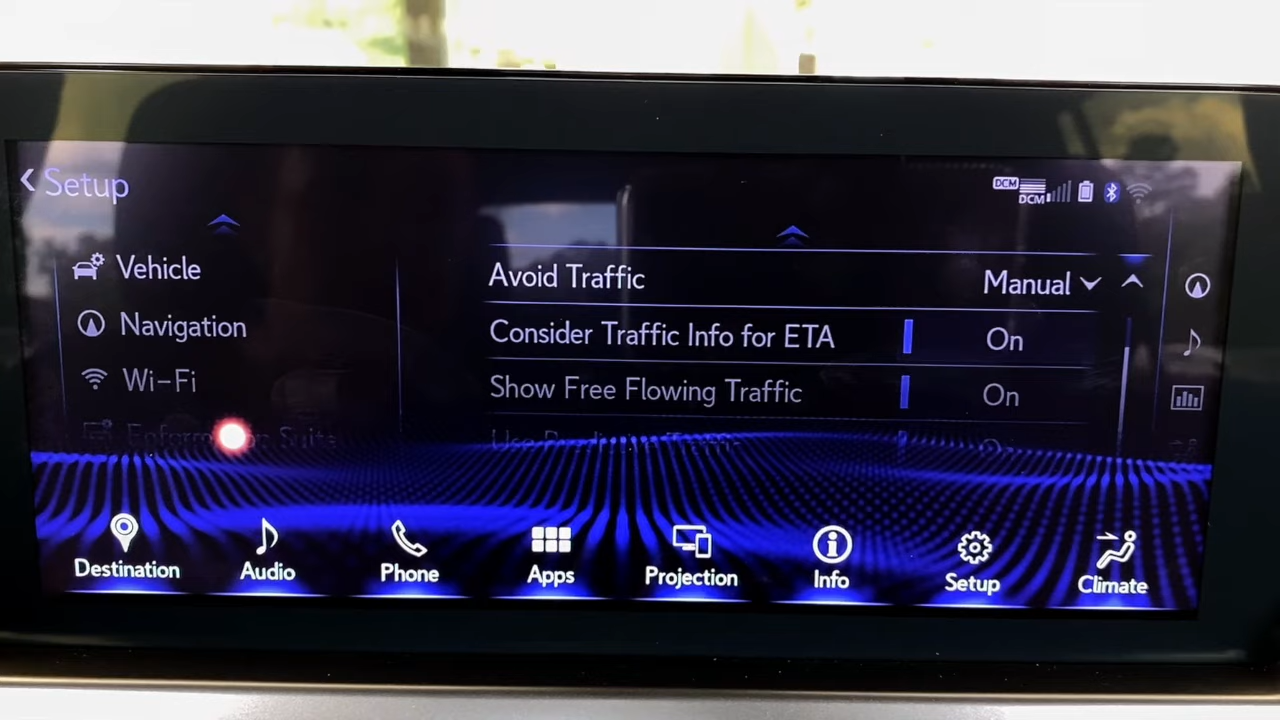 Setup
DCM
DCM
Vehicle
Navigation
Wi-Fi
Avoid Traffic Manual
Consider Traffic Info for ETA On
Show Free Flowing Traffic On
Destination
Audio
Phone
Apps
Projection
Info
Setup
Climate